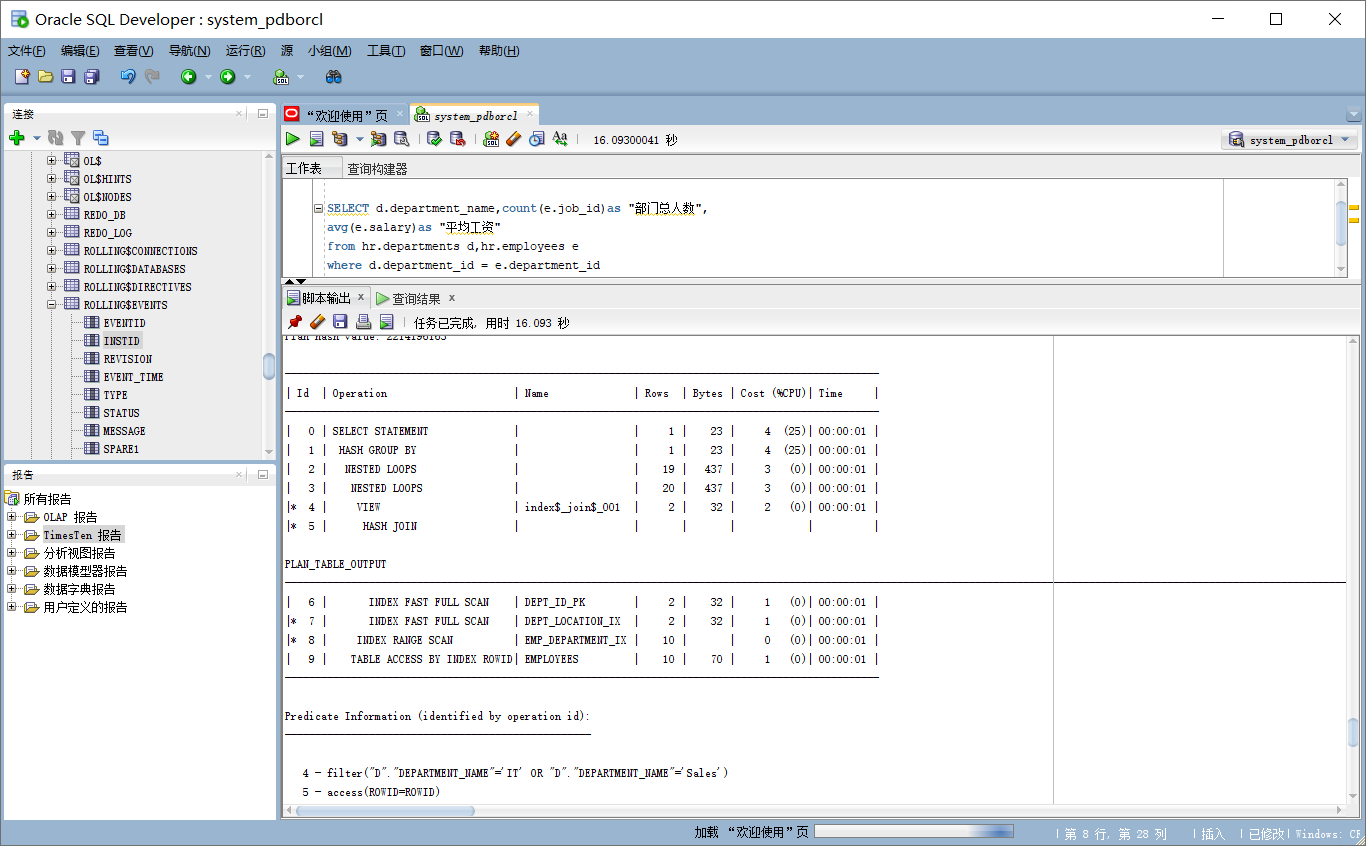 Oracle SQL Developer : system_pdborcl
文件(F) 编辑(E) 查看(V) 导航(N) 运行(R) 源 小组(M) 工具(T) 窗口(W) 帮助(H)
连接
OL$
OL$HINTS
OL$NODES
REDO_DB
REDO_LOG
ROLLING$CONNECTIONS
ROLLING$DATABASES
ROLLING$DIRECTIVES
ROLLING$EVENTS
EVENTID
INSTID
REVISION
EVENT_TIME
TYPE
STATUS
MESSAGE
SPARE1
报告
所有报告
OLAP 报告
TimesTen 报告
分析视图报告
数据模型器报告
数据字典报告
用户定义的报告
“欢迎使用”页 system_pdborcl
16.09300041 秒 system_pdborcl
工作表 查询构建器
SELECT d.department_name,count(e.job_id)as "部门总人数",
avg(e.salary)as "平均工资"
from hr.departments d,hr.employees e
where d.department_id = e.department_id
脚本输出 x 查询结果 x
任务已完成, 用时 16.093 秒
Plan hash value: 2214196165
| Id | Operation | Name | Rows | Bytes | Cost (%CPU)| Time |
| 0 | SELECT STATEMENT | | 1 | 23 | 4 (25)| 00:00:01 |
| 1 | HASH GROUP BY | | 1 | 23 | 4 (25)| 00:00:01 |
| 2 | NESTED LOOPS | | 19 | 437 | 3 (0)| 00:00:01 |
| 3 | NESTED LOOPS | | 20 | 437 | 3 (0)| 00:00:01 |
|* 4 | VIEW | index$_join$_001 | 2 | 32 | 2 (0)| 00:00:01 |
|* 5 | HASH JOIN | | | | | |
PLAN_TABLE_OUTPUT
| 6 | INDEX FAST FULL SCAN | DEPT_ID_PK | 2 | 32 | 1 (0)| 00:00:01 |
|* 7 | INDEX FAST FULL SCAN | DEPT_LOCATION_IX | 2 | 32 | 1 (0)| 00:00:01 |
|* 8 | INDEX RANGE SCAN | EMP_DEPARTMENT_IX | 10 | | 0 (0)| 00:00:01 |
| 9 | TABLE ACCESS BY INDEX ROWID| EMPLOYEES | 10 | 70 | 1 (0)| 00:00:01 |
Predicate Information (identified by operation id):
4 - filter("D"."DEPARTMENT_NAME"='IT' OR "D"."DEPARTMENT_NAME"='Sales')
5 - access(ROWID=ROWID)
加载 “欢迎使用”页
| 第 8 行, 第 28 列 | 插入 | 已修改| Windows: CR